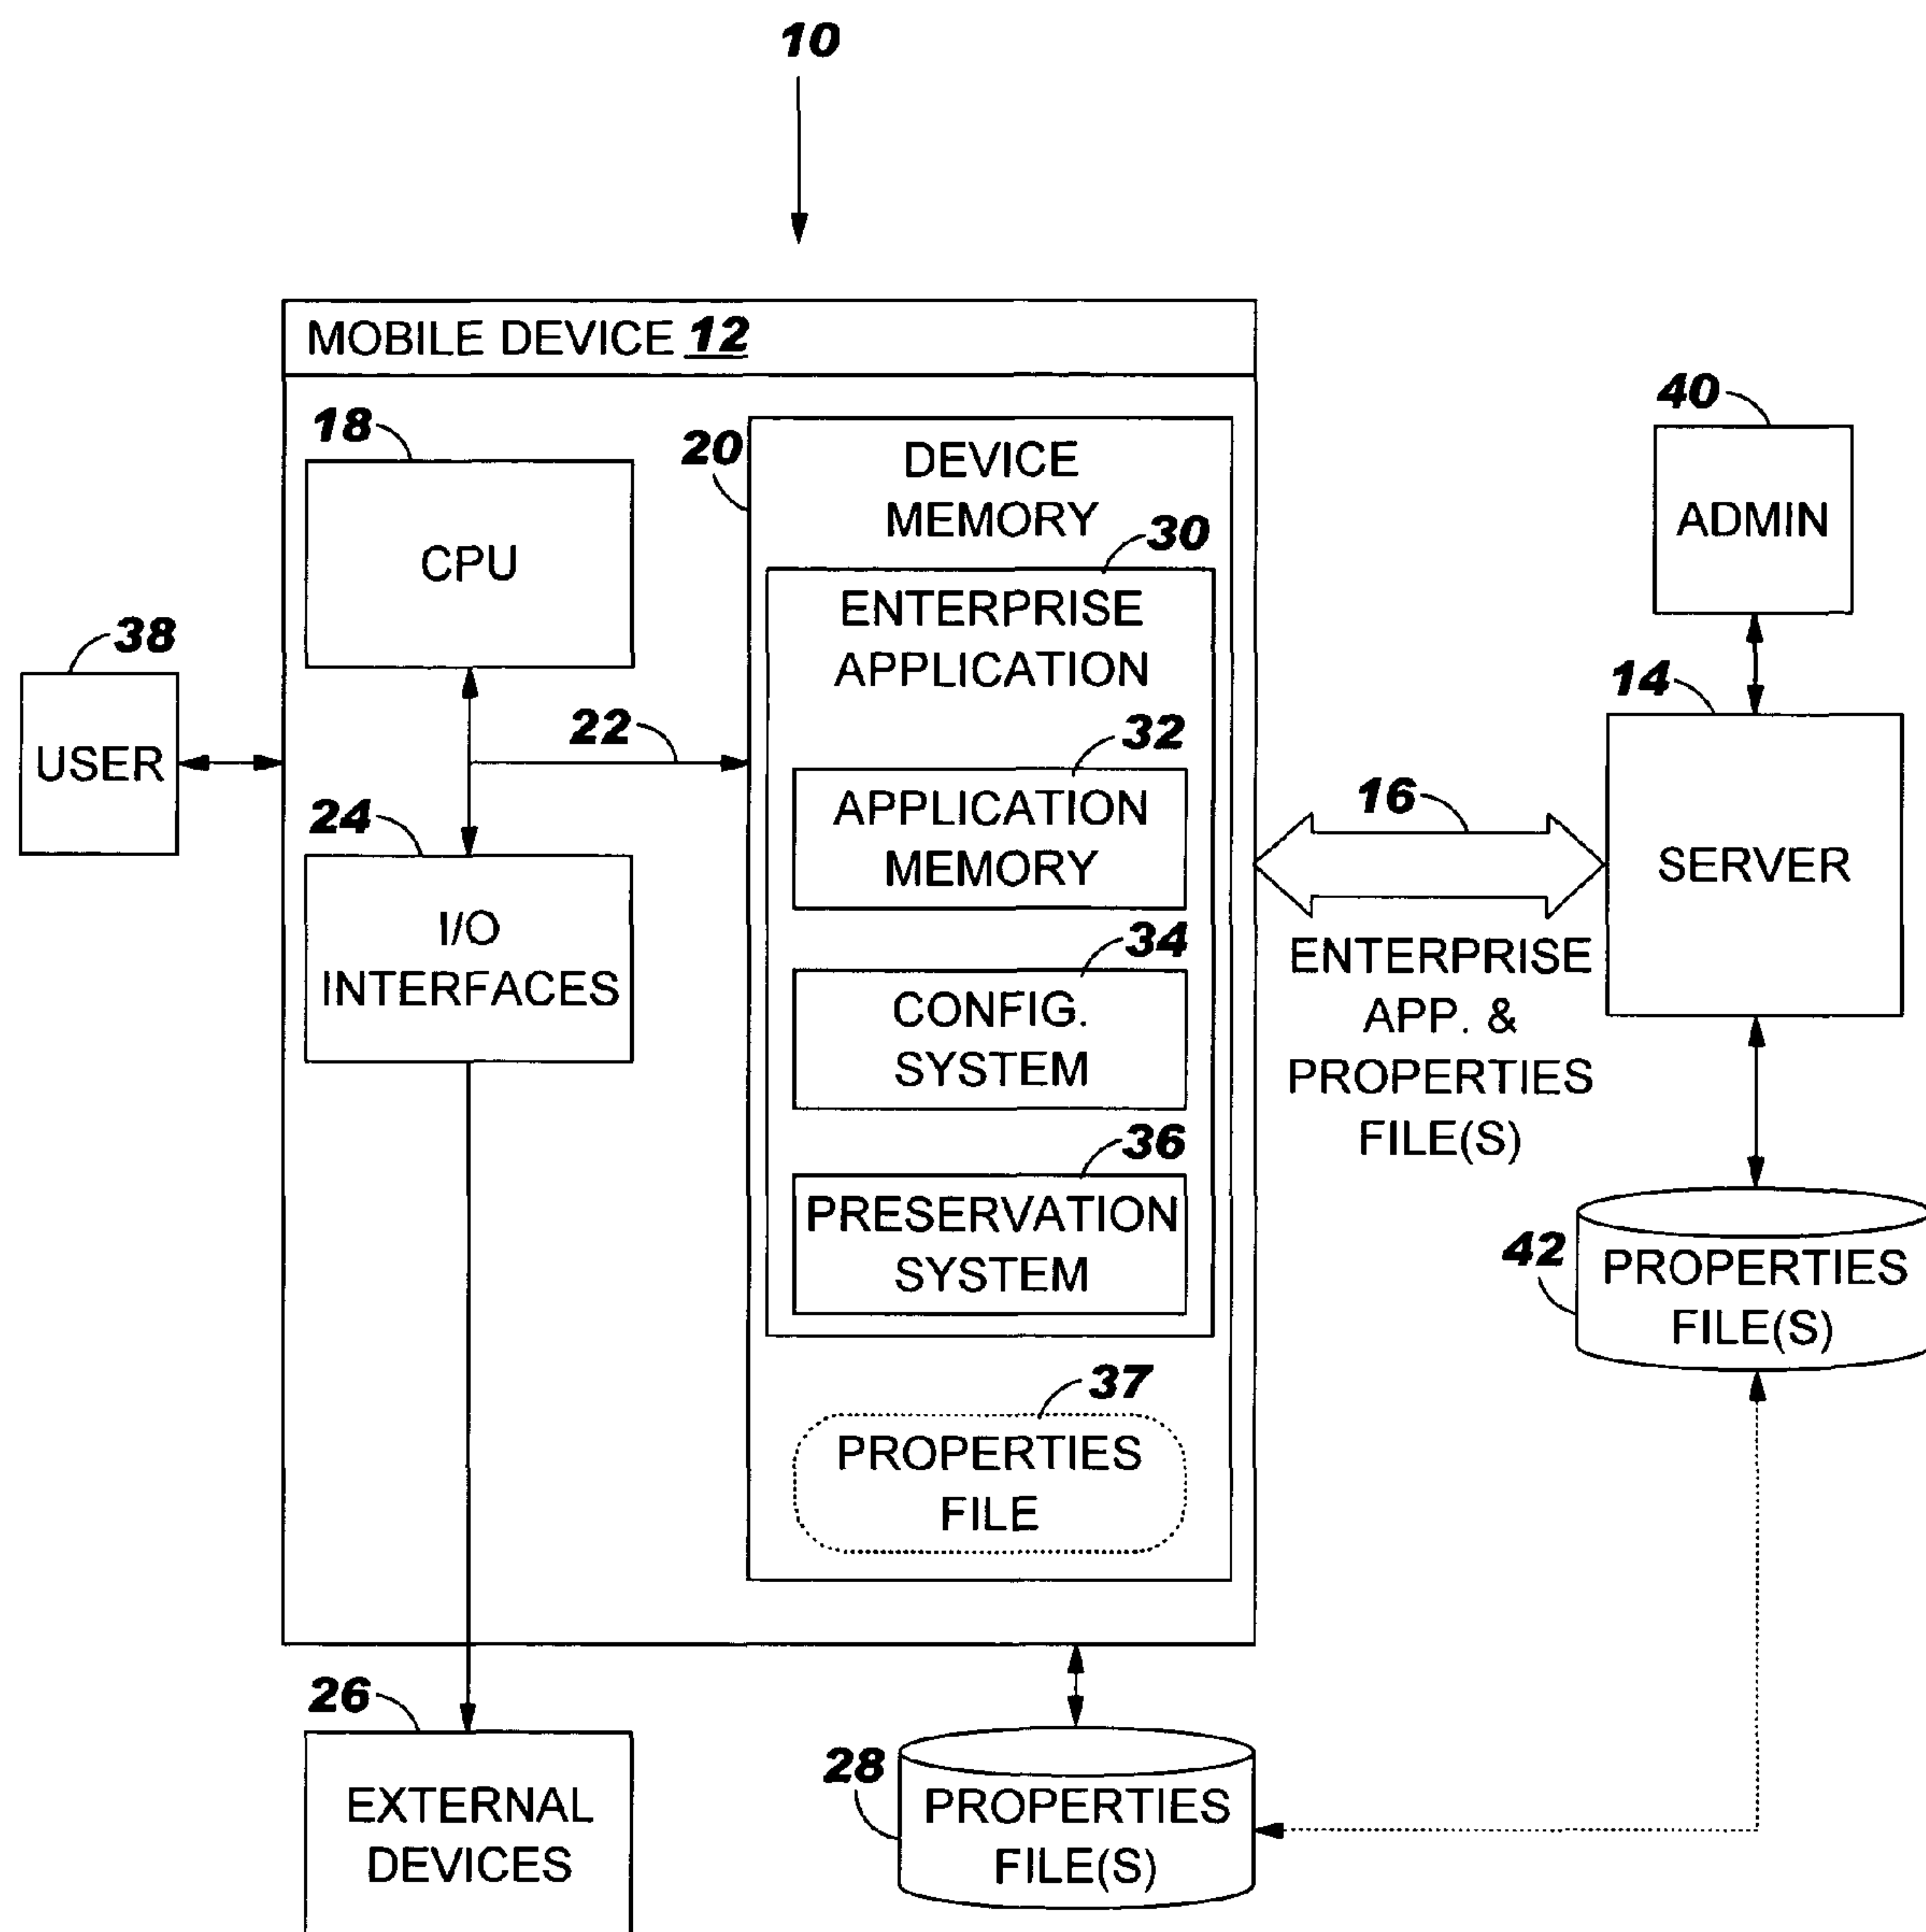 10
MOBILE DEVICE 12
18
CPU
20
DEVICE
MEMORY
30
ENTERPRISE
APPLICATION
22
32
APPLICATION
MEMORY
24
I/O
INTERFACES
34
CONFIG.
SYSTEM
36
PRESERVATION
SYSTEM
37
PROPERTIES
FILE
38
USER
40
ADMIN
14
SERVER
16
ENTERPRISE
APP. &
PROPERTIES
FILE(S)
42
PROPERTIES
FILE(S)
26
EXTERNAL
DEVICES
28
PROPERTIES
FILE(S)